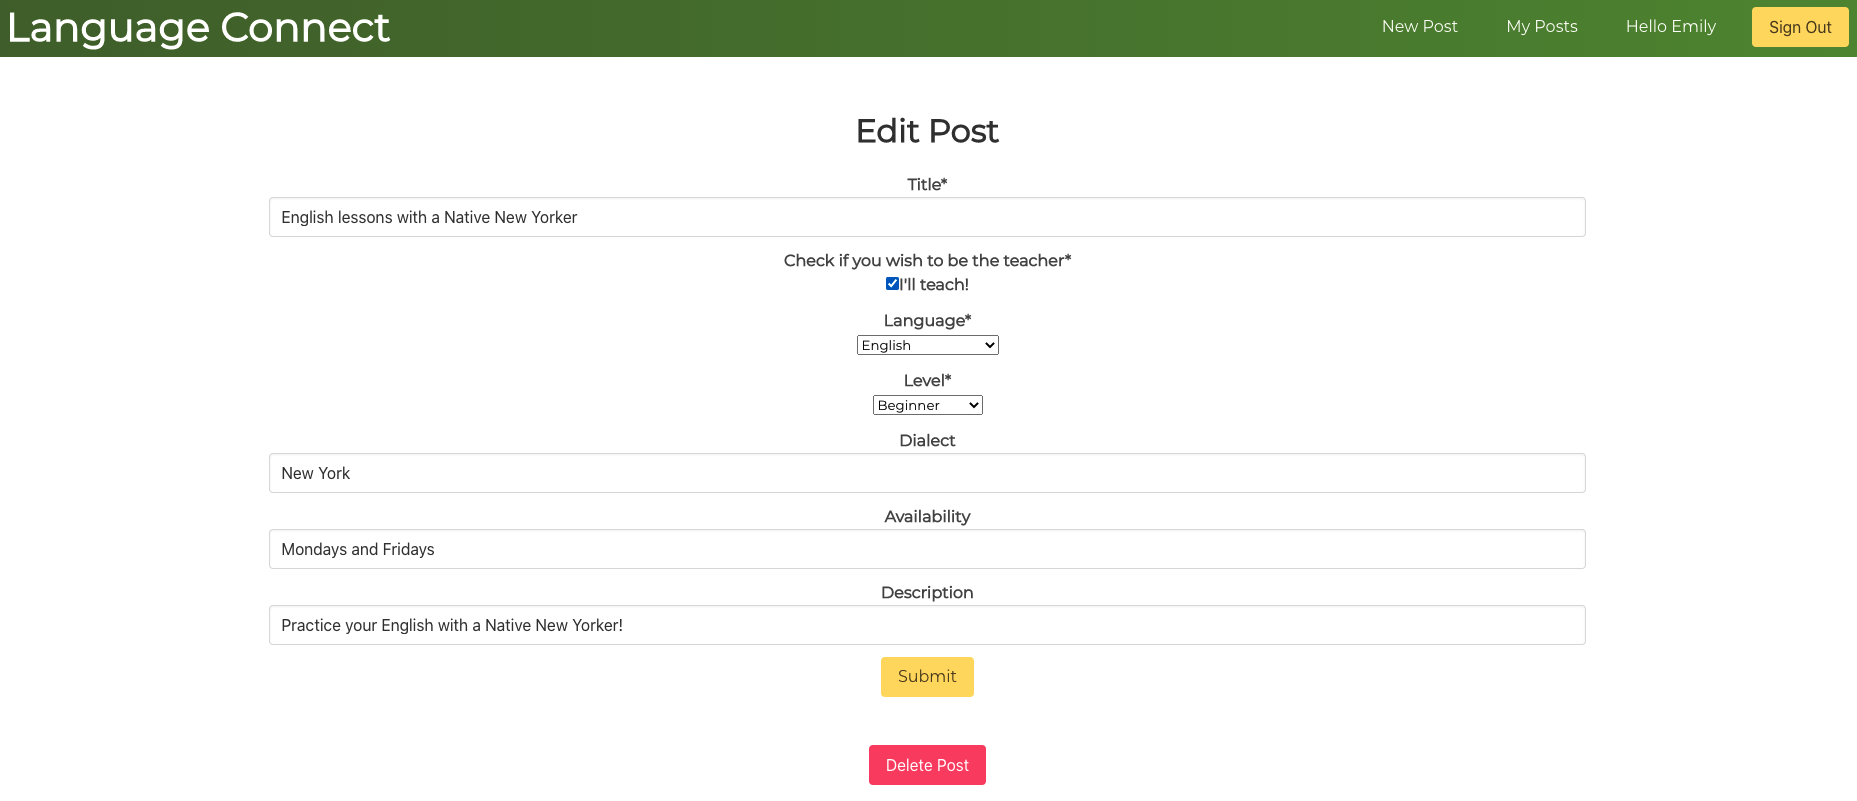 Language Connect
New Post
My Posts
Hello Emily
Sign Out
Edit Post
Title*
English lessons with a Native New Yorker
Check if you wish to be the teacher*
I'll teach!
Language*
English
Level*
Beginner
Dialect
New York
Availability
Mondays and Fridays
Description
Practice your English with a Native New Yorker!
Submit
Delete Post